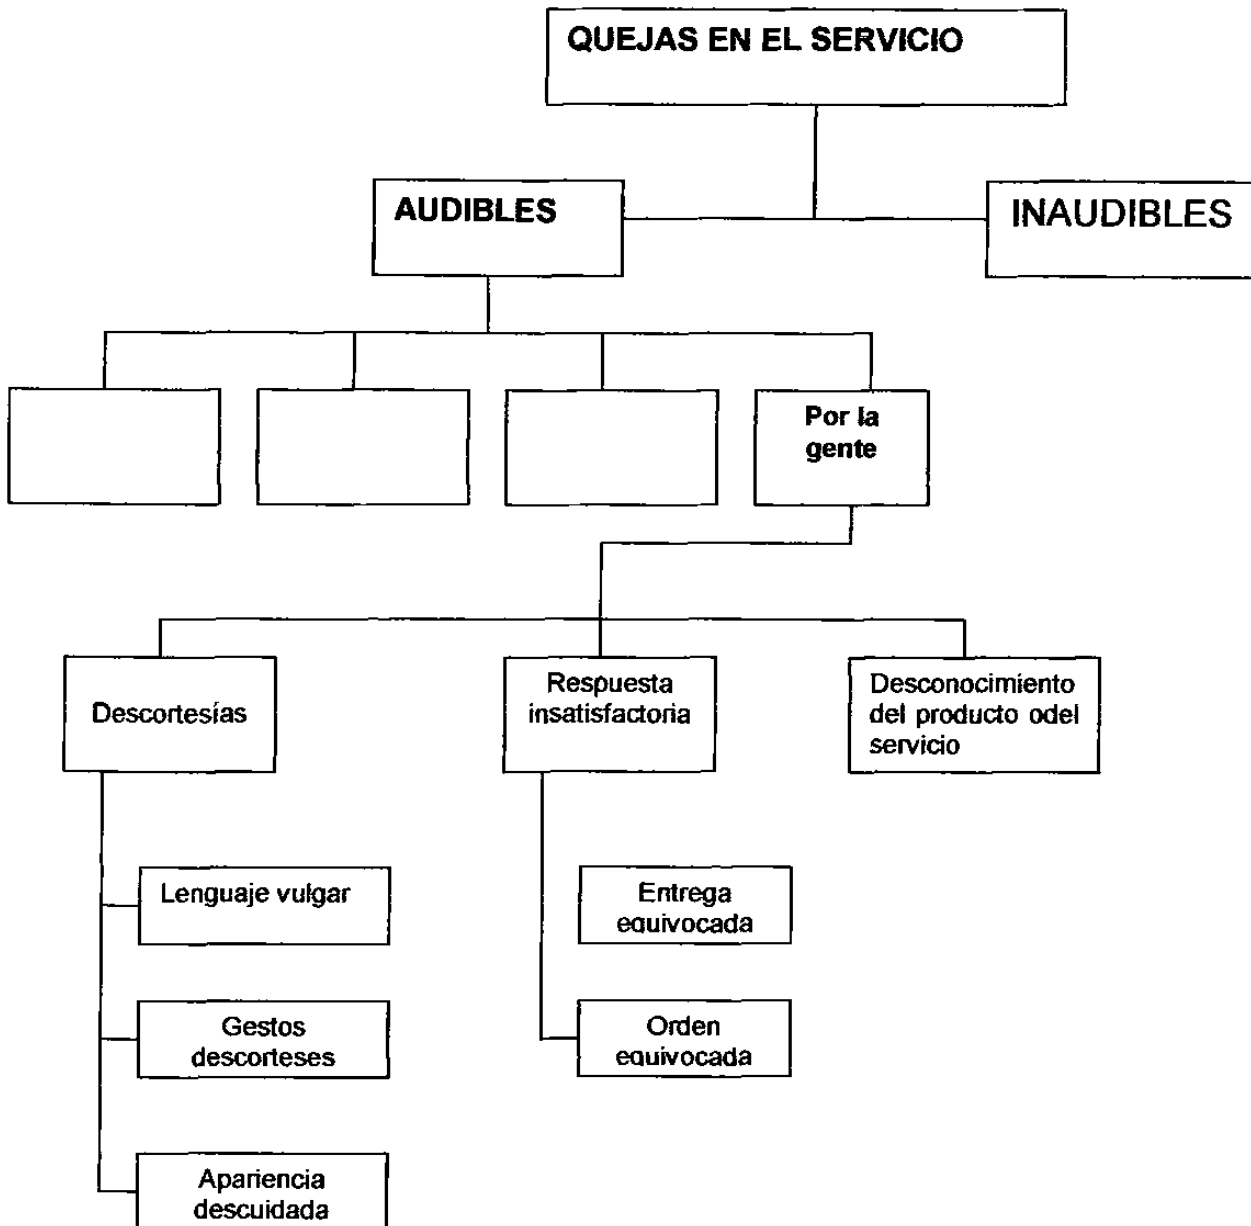 QUEJAS EN EL SERVICIO
AUDIBLES
INAUDIBLES
Por la
gente
Descortesías
Respuesta
insatisfactoria
Desconocimiento
del producto odel
servicio
Lenguaje vulgar
Entrega
equivocada
Gestos
descorteses
Orden
equivocada
Apariencia
descuidada